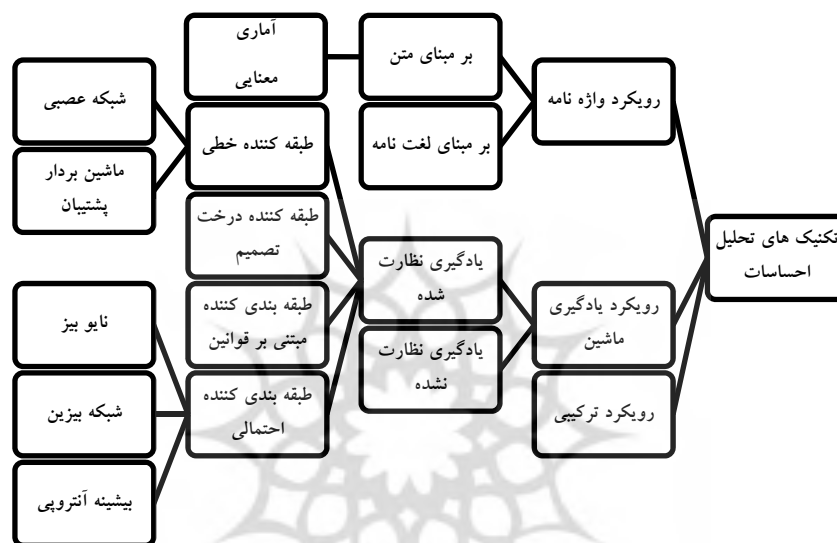 تکنیک های تحلیل
احساسات
رویکرد واژه نامه
بر مبنای متن
آماری
معنایی
بر مبنای لغت نامه
رویکرد یادگیری
ماشین
یادگیری نظارت
شده
طبقه کننده خطی
شبکه عصبی
ماشین بردار
پشتیبان
طبقه کننده درخت
تصمیم
طبقه بندی کننده
مبتنی بر قوانین
طبقه بندی کننده
احتمالی
نایو بیز
شبکه بیزین
بیشینه آنتروپی
یادگیری نظارت
نشده
رویکرد ترکیبی